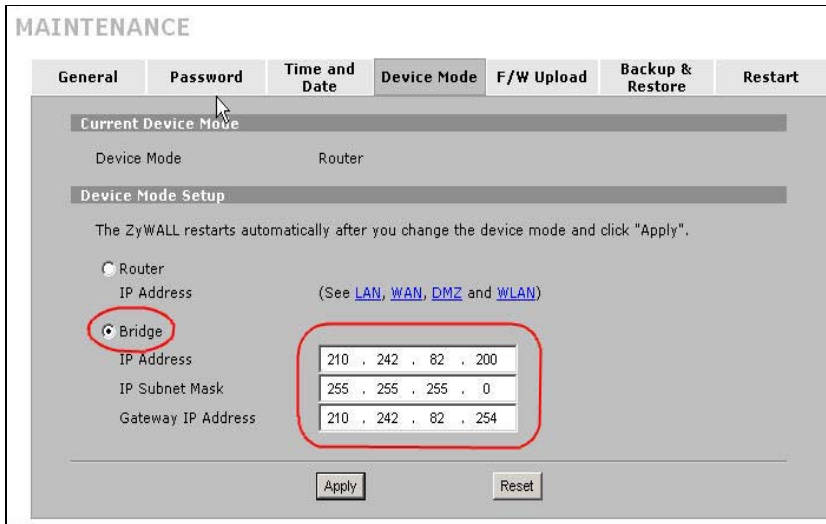 MAINTENANCE
General Password Time and Date Device Mode F/W Upload Backup & Restore Restart
Current Device Mode
Device Mode Router
Device Mode Setup
The ZyWALL restarts automatically after you change the device mode and click "Apply".
Router
IP Address (See LAN, WAN, DMZ and WLAN)
Bridge
IP Address 210 . 242 . 82 . 200
IP Subnet Mask 255 . 255 . 255 . 0
Gateway IP Address 210 . 242 . 82 . 254
Apply Reset